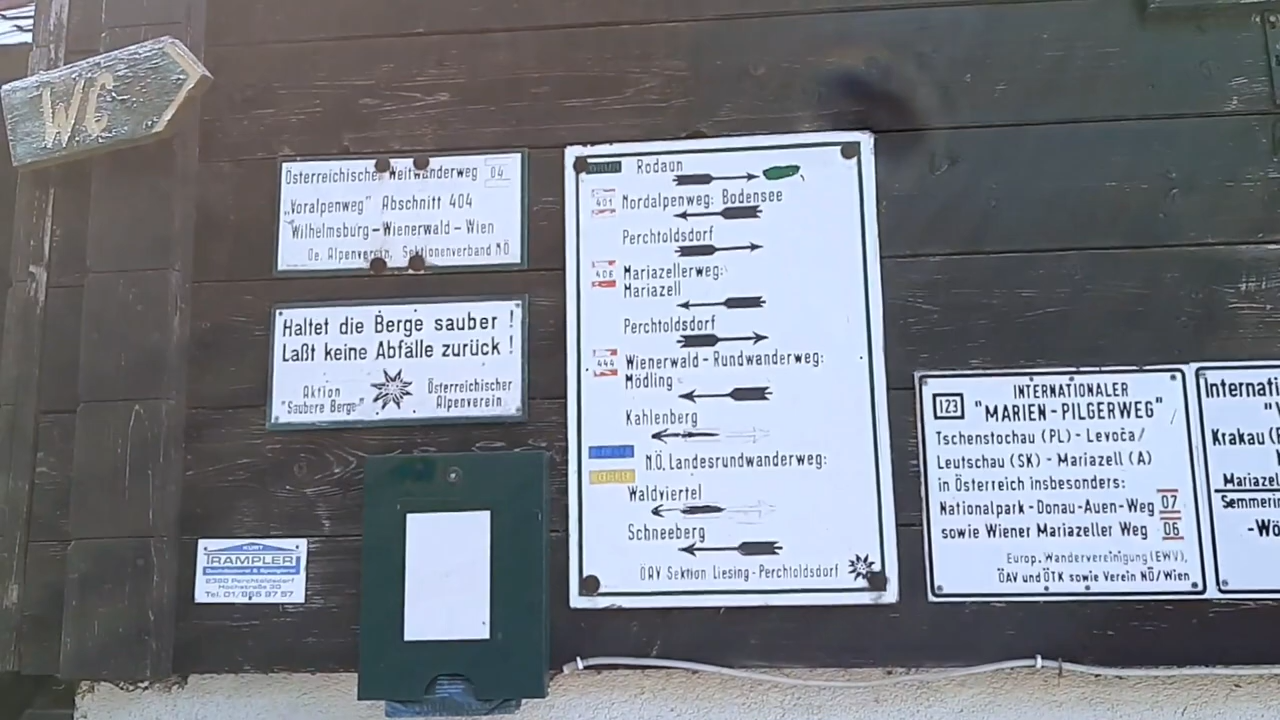 WC
Österreichischer Weitwanderweg 04
„Voralpenweg" Abschnitt 404
Wilhelmsburg-Wienerwald-Wien
Oe. Alpenverein, Sektionenverband NÖ
Haltet die Berge sauber !
Laßt keine Abfälle zurück !
Aktion
"Saubere Berge"
Österreichischer
Alpenverein
KURT
TRAMPLER
2380 Perchtoldsdorf
Hochstraße 30
Tel. 01/865 97 57
Rodaun
401 Nordalpenweg: Bodensee
Perchtoldsdorf
406 Mariazellerweg:
Mariazell
Perchtoldsdorf
444 Wienerwald-Rundwanderweg:
Mödling
Kahlenberg
N.Ö. Landesrundwanderweg:
Waldviertel
Schneeberg
ÖAV Sektion Liesing-Perchtoldsdorf
123 INTERNATIONALER
"MARIEN-PILGERWEG"
Tschenstochau (PL) - Levoča/
Leutschau (SK) - Mariazell (A)
in Österreich insbesonders:
Nationalpark-Donau-Auen-Weg 07
sowie Wiener Mariazeller Weg 06
Europ. Wandervereinigung (EWV),
ÖAV und ÖTK sowie Verein NÖ/Wien
Internati
Krakau
Mariazel
Semmerin
-Wö